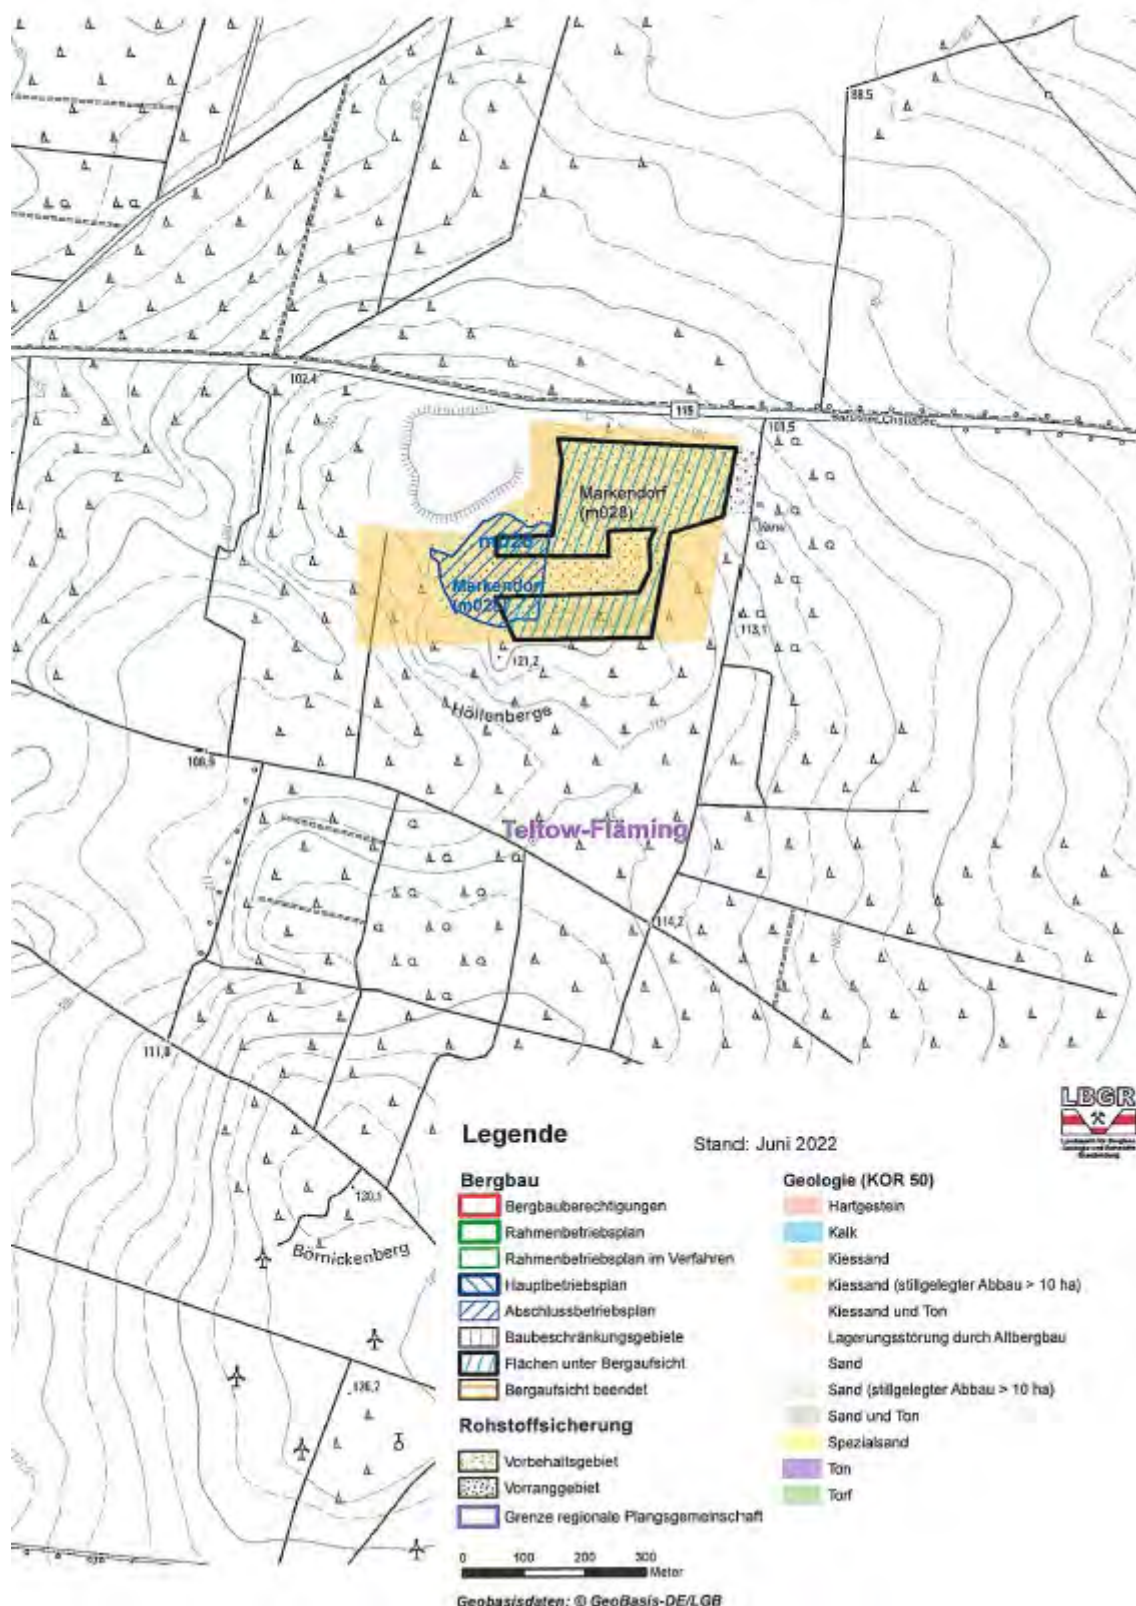 88.5
102,4
115
Barbyer Chaussee
101,5
Markendorf
(m028)
m028
Markendorf
(m028)
113,1
121,2
Höllenberge
108,9
Teltow-Fläming
114,2
111,8
120,1
Börnickenberg
126,2
LBGR
Legende
Stand: Juni 2022
Bergbau
Bergbauberechtigungen
Rahmenbetriebsplan
Rahmenbetriebsplan im Verfahren
Hauptbetriebsplan
Abschlussbetriebsplan
Baubeschränkungsgebiete
Flächen unter Bergaufsicht
Bergaufsicht beendet
Rohstoffsicherung
Vorbehaltsgebiet
Vorranggebiet
Grenze regionale Plangsgemeinschaft
Geologie (KOR 50)
Hartgestein
Kalk
Kiessand
Kiessand (stillgelegter Abbau > 10 ha)
Kiessand und Ton
Lagerungsstörung durch Altbergbau
Sand
Sand (stillgelegter Abbau > 10 ha)
Sand und Ton
Spezialsand
Ton
Torf
0 100 200 300
Meter
Geobasisdaten: © GeoBasis-DE/LGB